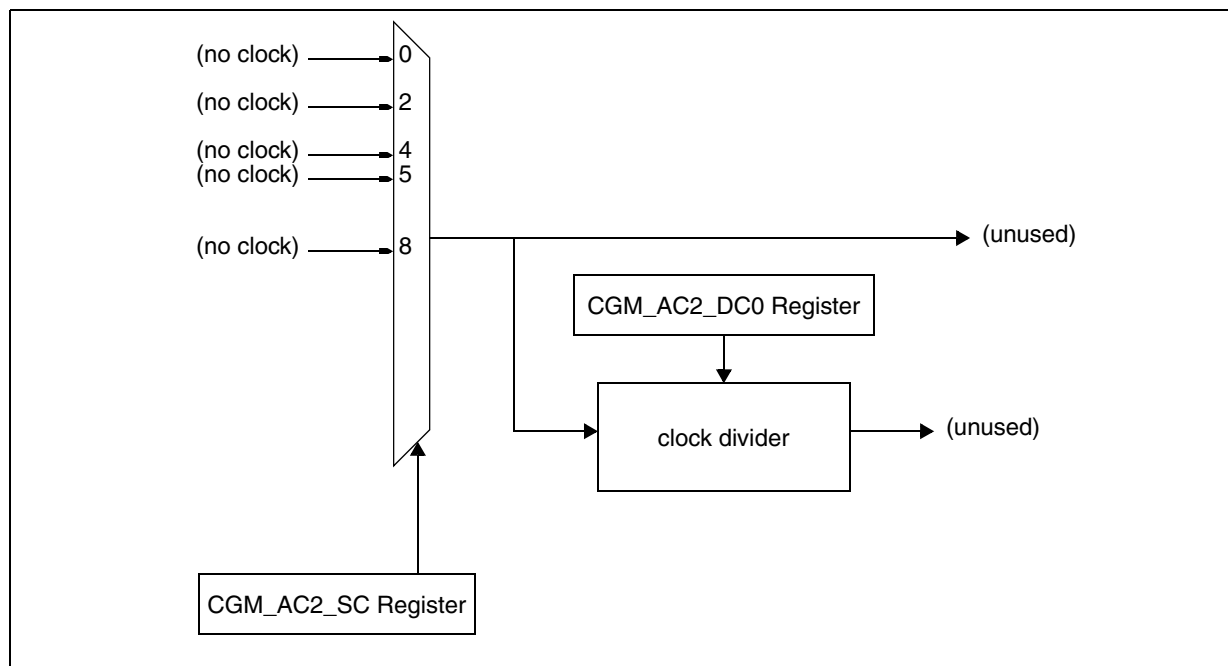 (no clock) 0
(no clock) 2
(no clock) 4
(no clock) 5
(no clock) 8
(unused)
CGM_AC2_DC0 Register
clock divider
(unused)
CGM_AC2_SC Register